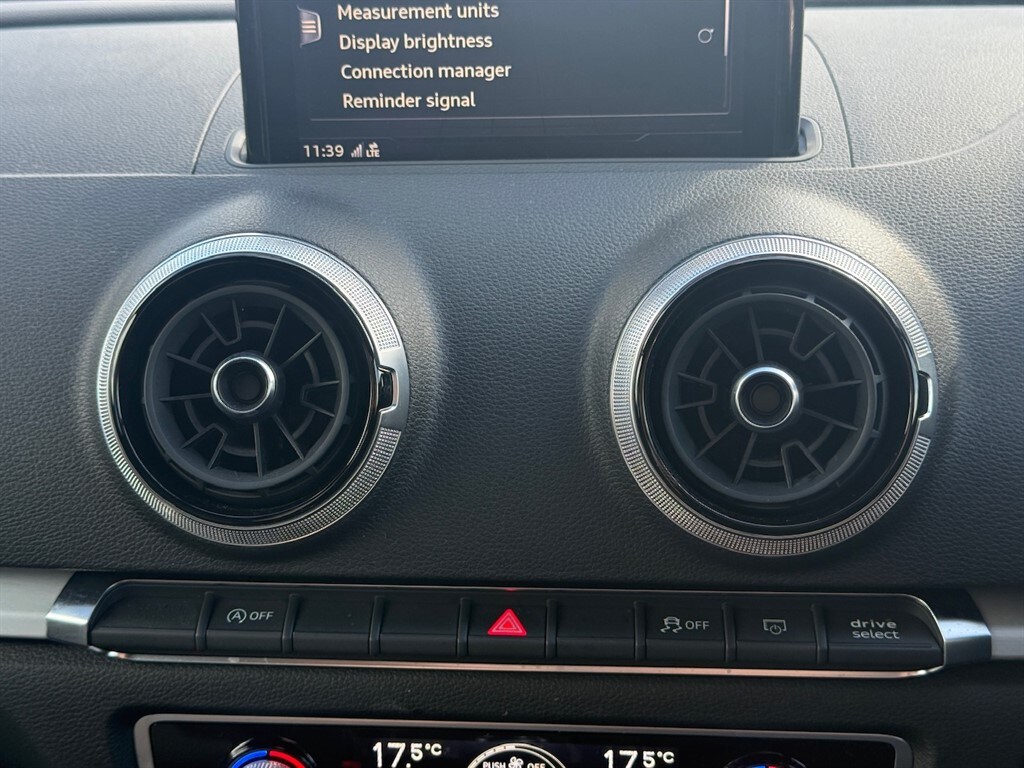 Measurement units
Display brightness
Connection manager
Reminder signal
11:39 LTE
A OFF
OFF
drive
select
17,5°C
17,5°C
PUSH OFF